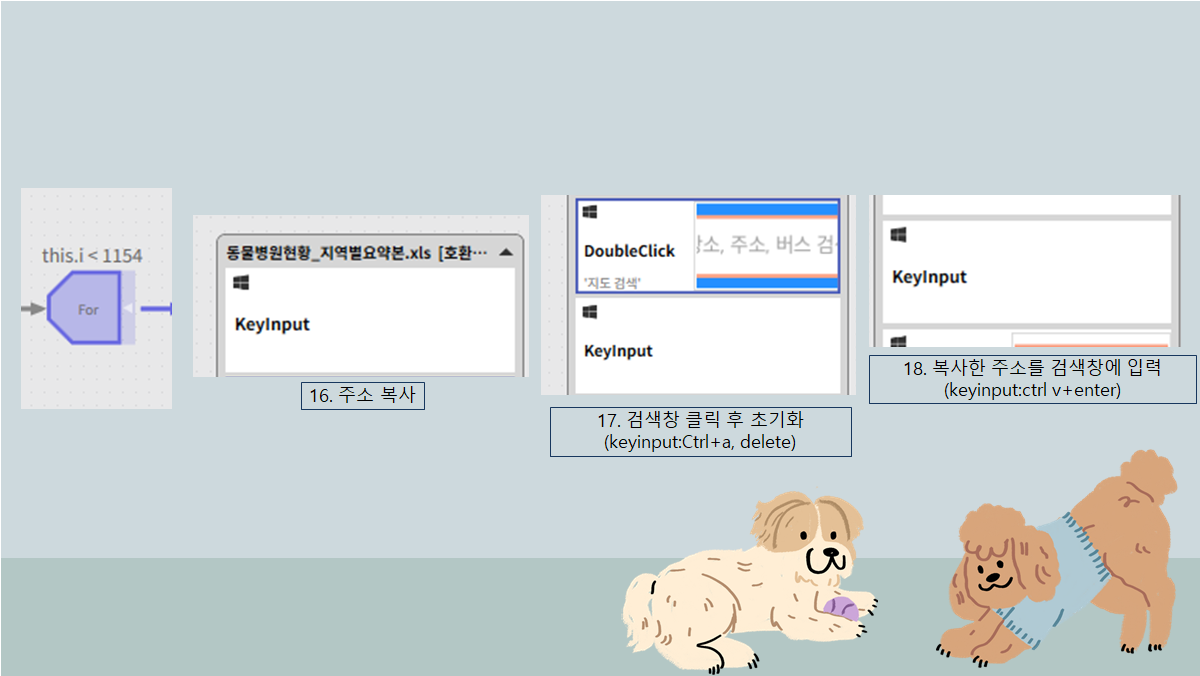 this.i < 1154
For
동물병원현황_지역별요약본.xls [호환…
KeyInput
16. 주소 복사
DoubleClick
소, 주소, 버스 검
'지도 검색'
KeyInput
17. 검색창 클릭 후 초기화
(keyinput:Ctrl+a, delete)
KeyInput
18. 복사한 주소를 검색창에 입력
(keyinput:ctrl v+enter)